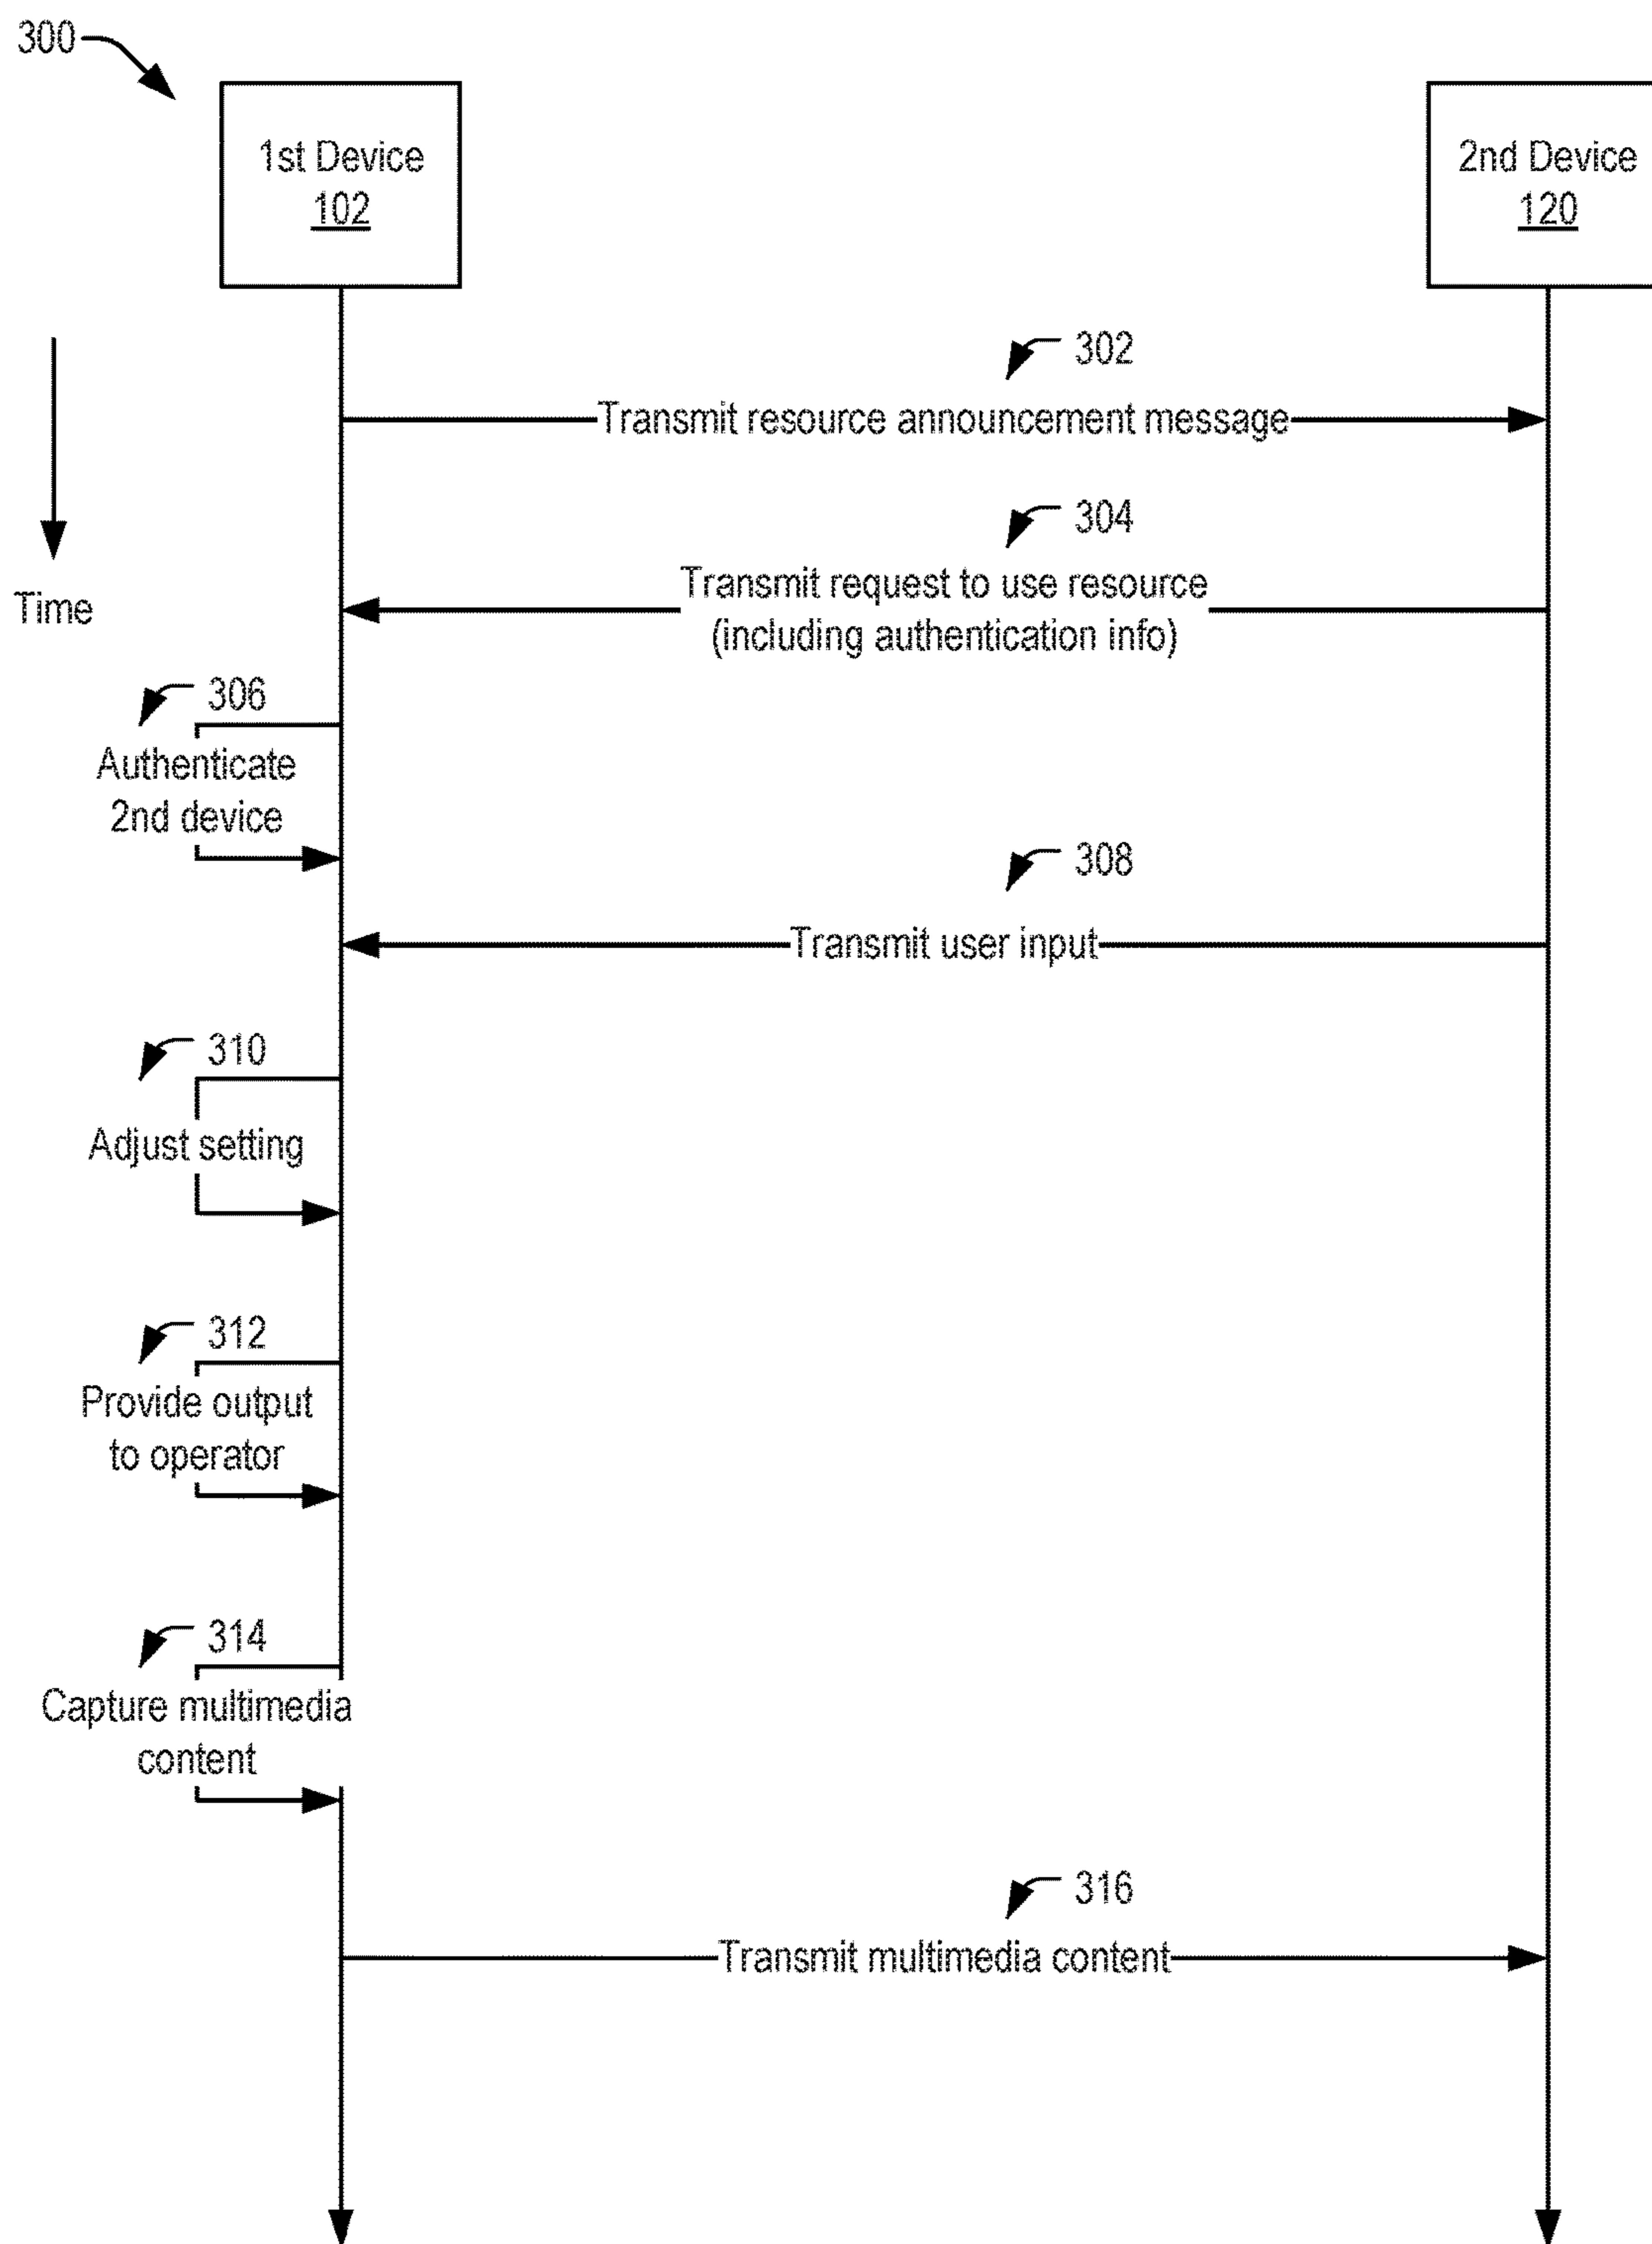 300
1st Device
102
2nd Device
120
302
Transmit resource announcement message
304
Time
Transmit request to use resource
(including authentication info)
306
Authenticate
2nd device
308
Transmit user input
310
Adjust setting
312
Provide output
to operator
314
Capture multimedia
content
316
Transmit multimedia content